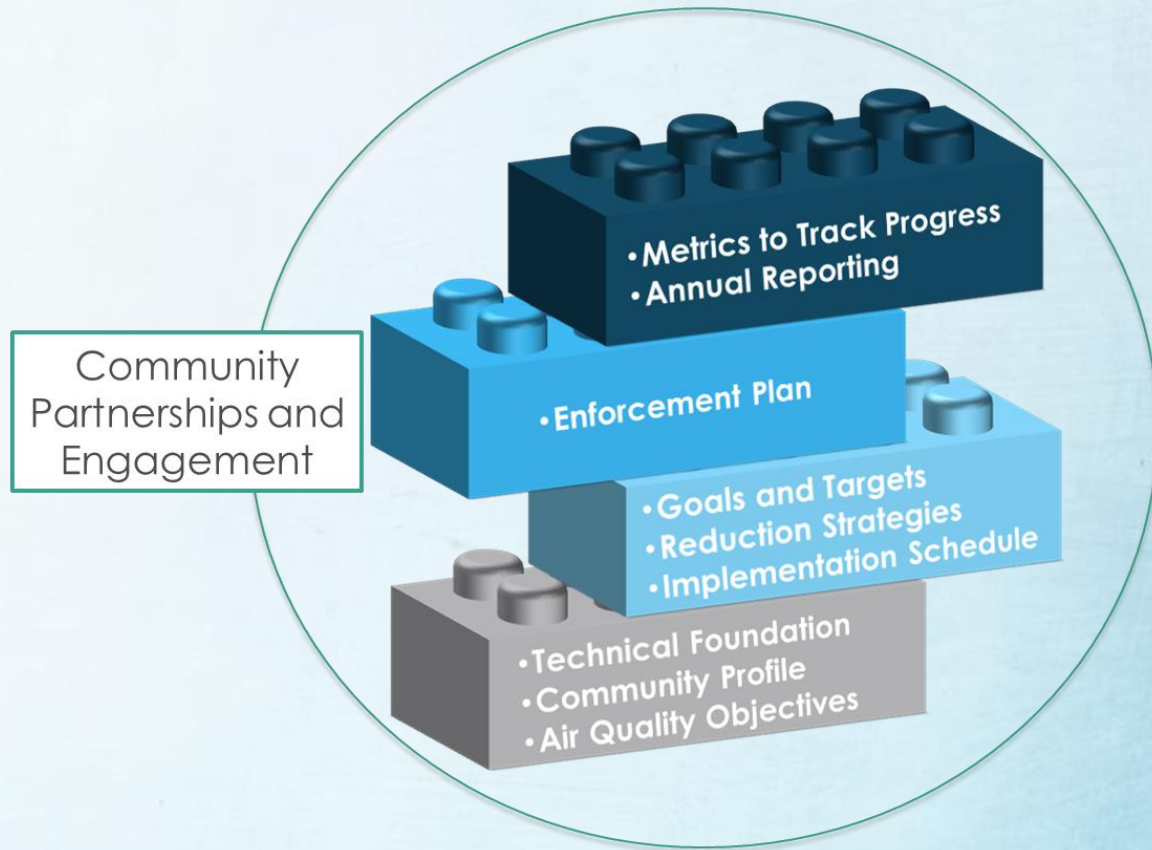 •Metrics to Track Progress
•Annual Reporting
Community
Partnerships and
Engagement
•Enforcement Plan
•Goals and Targets
•Reduction Strategies
•Implementation Schedule
•Technical Foundation
•Community Profile
•Air Quality Objectives